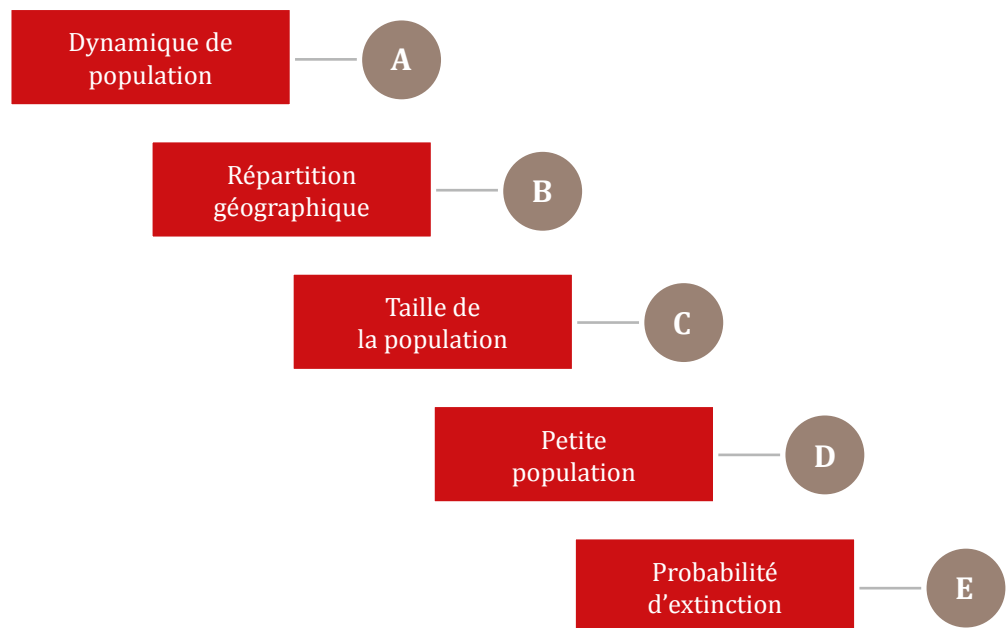 Dynamique de
population
A
Répartition
géographique
B
Taille de
la population
C
Petite
population
D
Probabilité
d’extinction
E